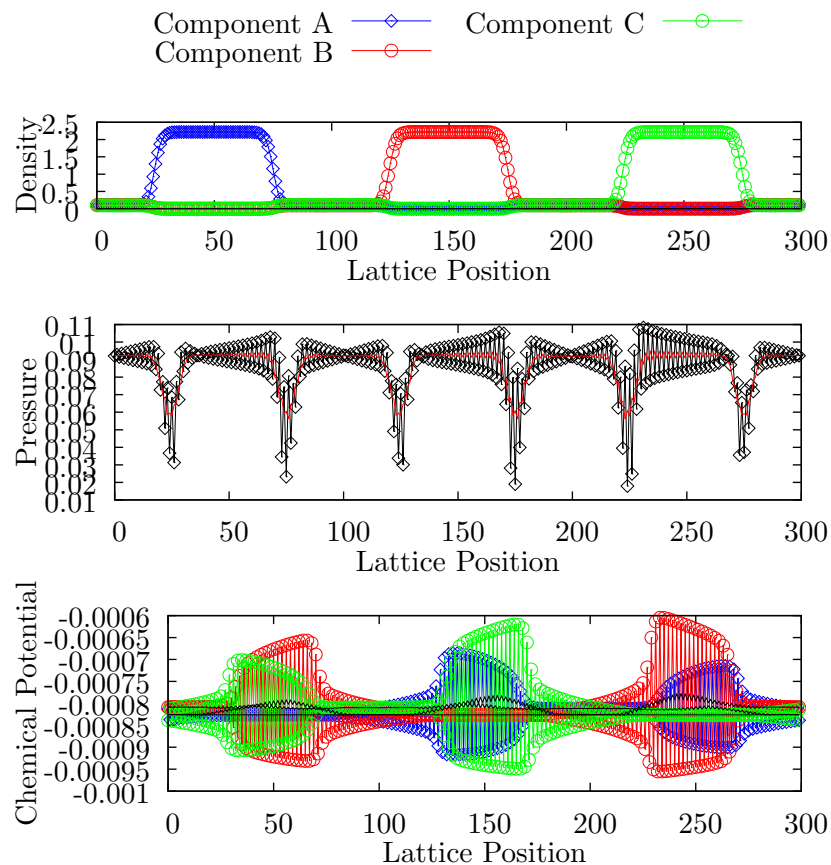 Component A
Component C
Component B
Density
2.5
2
1.5
1
0.5
0
0 50 100 150 200 250 300
Lattice Position
Pressure
0.11
0.1
0.09
0.08
0.07
0.06
0.05
0.04
0.03
0.02
0.01
0 50 100 150 200 250 300
Lattice Position
Chemical Potential
-0.0006
-0.00065
-0.0007
-0.00075
-0.0008
-0.00085
-0.0009
-0.00095
-0.001
0 50 100 150 200 250 300
Lattice Position